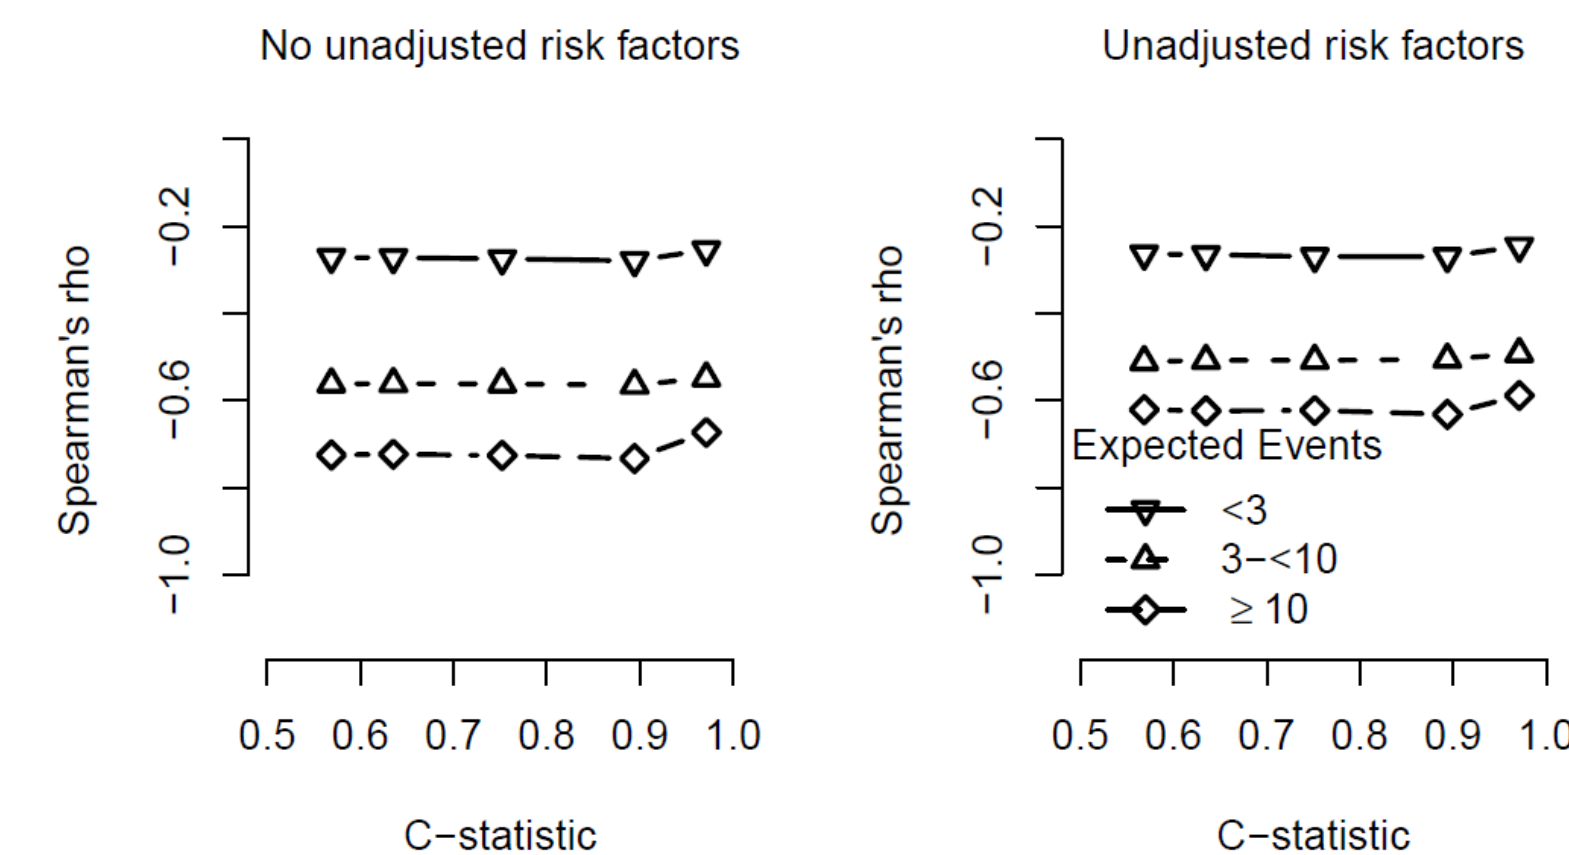 No unadjusted risk factors
Spearman's rho
−0.2
−0.6
−1.0
0.5 0.6 0.7 0.8 0.9 1.0
C−statistic
Unadjusted risk factors
Spearman's rho
−0.2
−0.6
−1.0
Expected Events
<3
3−<10
≥ 10
0.5 0.6 0.7 0.8 0.9 1.0
C−statistic